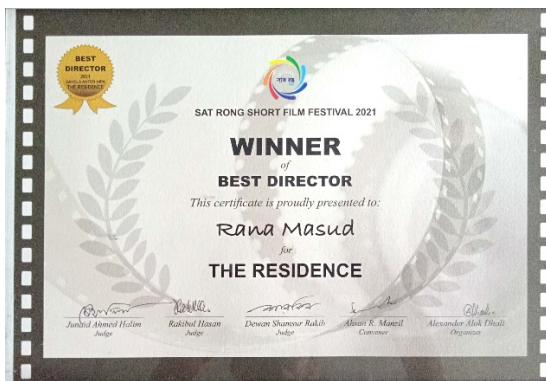 BEST
DIRECTOR
2021
THE RESIDENCE
সাত রঙ
SAT RONG SHORT FILM FESTIVAL 2021
WINNER
of
BEST DIRECTOR
This certificate is proudly presented to:
Rana Masud
for
THE RESIDENCE
Junaid Ahmed Halim
Judge
Rakibul Hasan
Judge
Dewan Shamsur Rakib
Judge
Ahsan R. Manzil
Convener
Alexander Alok Dhali
Organizer